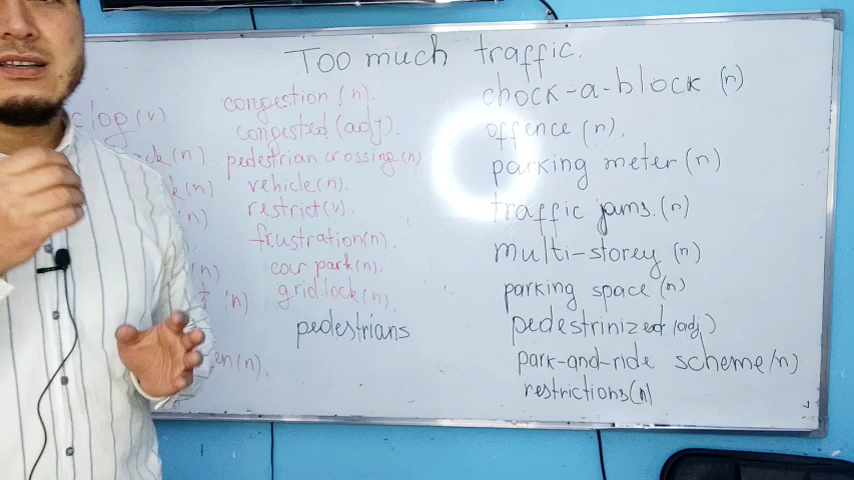 Too much traffic.
clog (v)
(n).
(n)
(n)
(n)
(n)
(n).
congestion (n).
congested (adj).
pedestrian crossing (n)
vehicle (n).
restrict (v).
frustration (n).
car park (n).
gridlock (n).
pedestrians
chock-a-block (n)
offence (n).
parking meter (n)
traffic jams. (n)
multi-storey (n)
parking space (n)
pedestrinized (adj)
park-and-ride scheme (n)
restrictions (n)